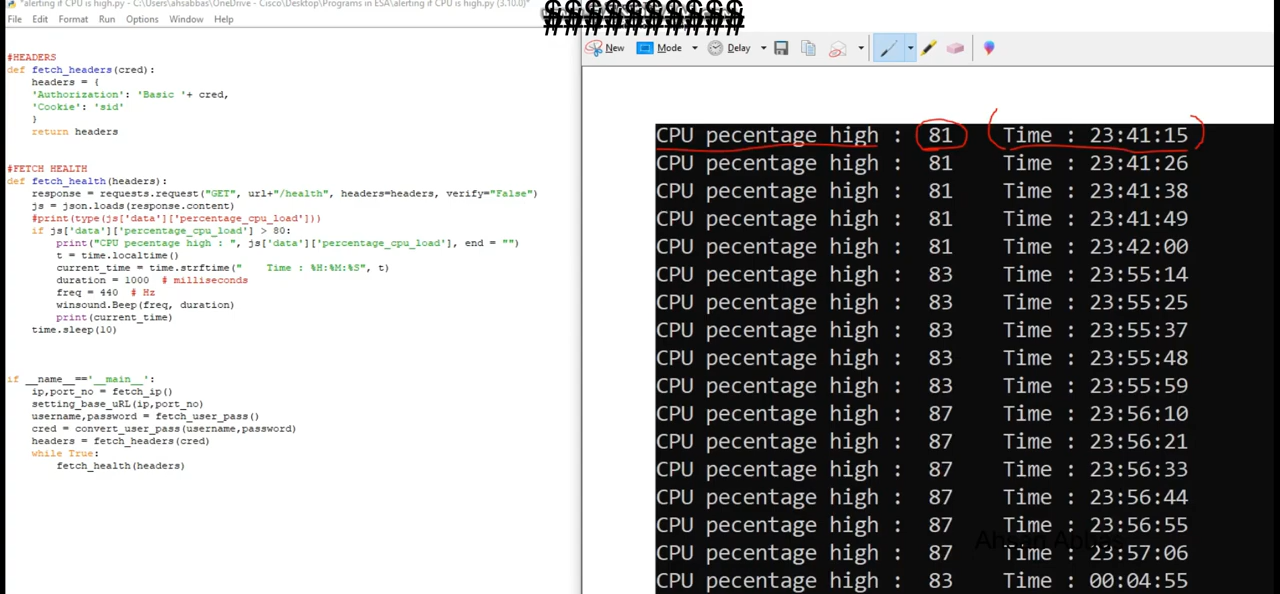 *alerting if CPU is high.py - C:\Users\ahsabbas\OneDrive - Cisco\Desktop\Programs in ESA\alerting if CPU is high.py (3.10.0)*
File Edit Format Run Options Window Help
#HEADERS
def fetch_headers(cred):
    headers = {
    'Authorization': 'Basic '+ cred,
    'Cookie': 'sid'
    }
    return headers
#FETCH HEALTH
def fetch_health(headers):
    response = requests.request("GET", url+"/health", headers=headers, verify="False")
    js = json.loads(response.content)
    #print(type(js['data']['percentage_cpu_load']))
    if js['data']['percentage_cpu_load'] > 80:
        print("CPU pecentage high : ", js['data']['percentage_cpu_load'], end = "")
        t = time.localtime()
        current_time = time.strftime("    Time : %H:%M:%S", t)
        duration = 1000  # milliseconds
        freq = 440  # Hz
        winsound.Beep(freq, duration)
        print(current_time)
    time.sleep(10)
if __name__=='__main__':
    ip,port_no = fetch_ip()
    setting_base_uRL(ip,port_no)
    username,password = fetch_user_pass()
    cred = convert_user_pass(username,password)
    headers = fetch_headers(cred)
    while True:
        fetch_health(headers)
New Mode Delay
CPU pecentage high : 81 Time : 23:41:15
CPU pecentage high : 81 Time : 23:41:26
CPU pecentage high : 81 Time : 23:41:38
CPU pecentage high : 81 Time : 23:41:49
CPU pecentage high : 81 Time : 23:42:00
CPU pecentage high : 83 Time : 23:55:14
CPU pecentage high : 83 Time : 23:55:25
CPU pecentage high : 83 Time : 23:55:37
CPU pecentage high : 83 Time : 23:55:48
CPU pecentage high : 83 Time : 23:55:59
CPU pecentage high : 87 Time : 23:56:10
CPU pecentage high : 87 Time : 23:56:21
CPU pecentage high : 87 Time : 23:56:33
CPU pecentage high : 87 Time : 23:56:44
CPU pecentage high : 87 Time : 23:56:55
CPU pecentage high : 87 Time : 23:57:06
CPU pecentage high : 83 Time : 00:04:55
Ahsan Abbas